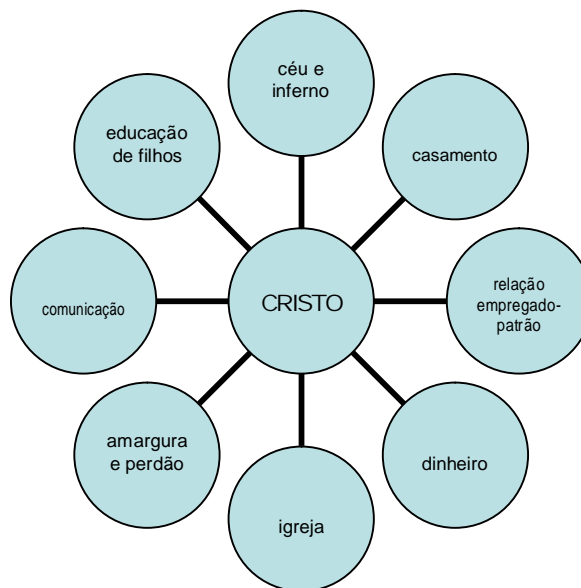 céu e
inferno
educação
de filhos
casamento
relação
empregado-
patrão
comunicação
CRISTO
amargura
e perdão
dinheiro
igreja